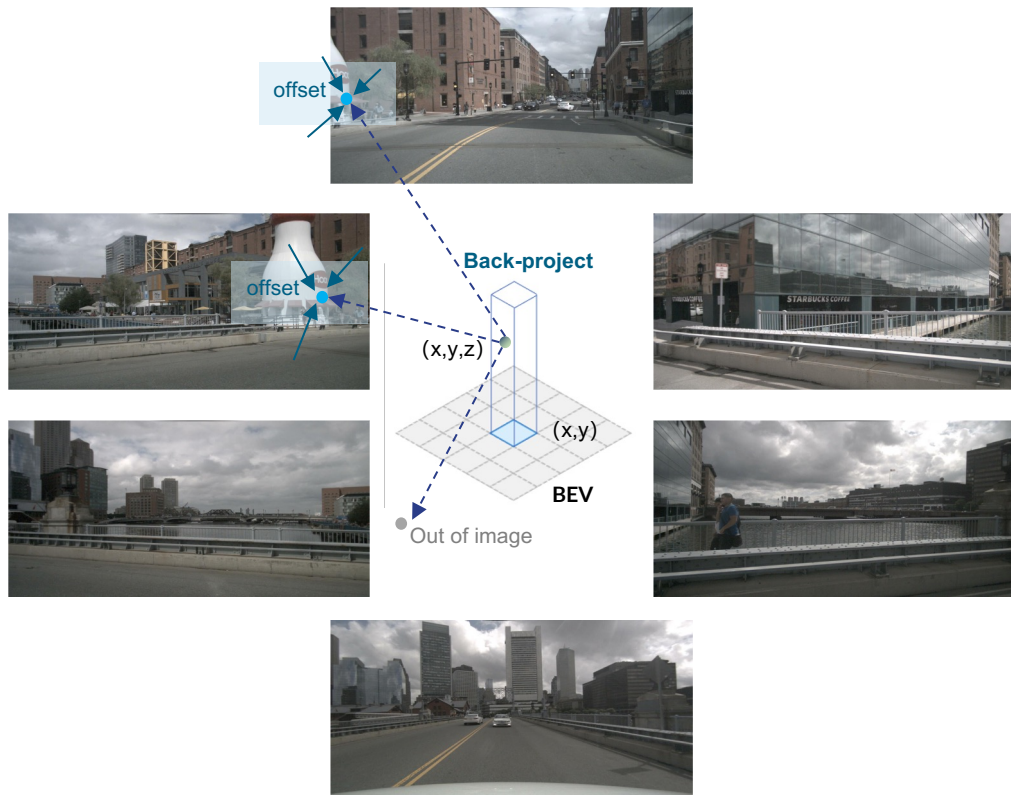 offset
Back-project
offset
STARBUCKS COFFEE
(x,y,z)
(x,y)
BEV
Out of image